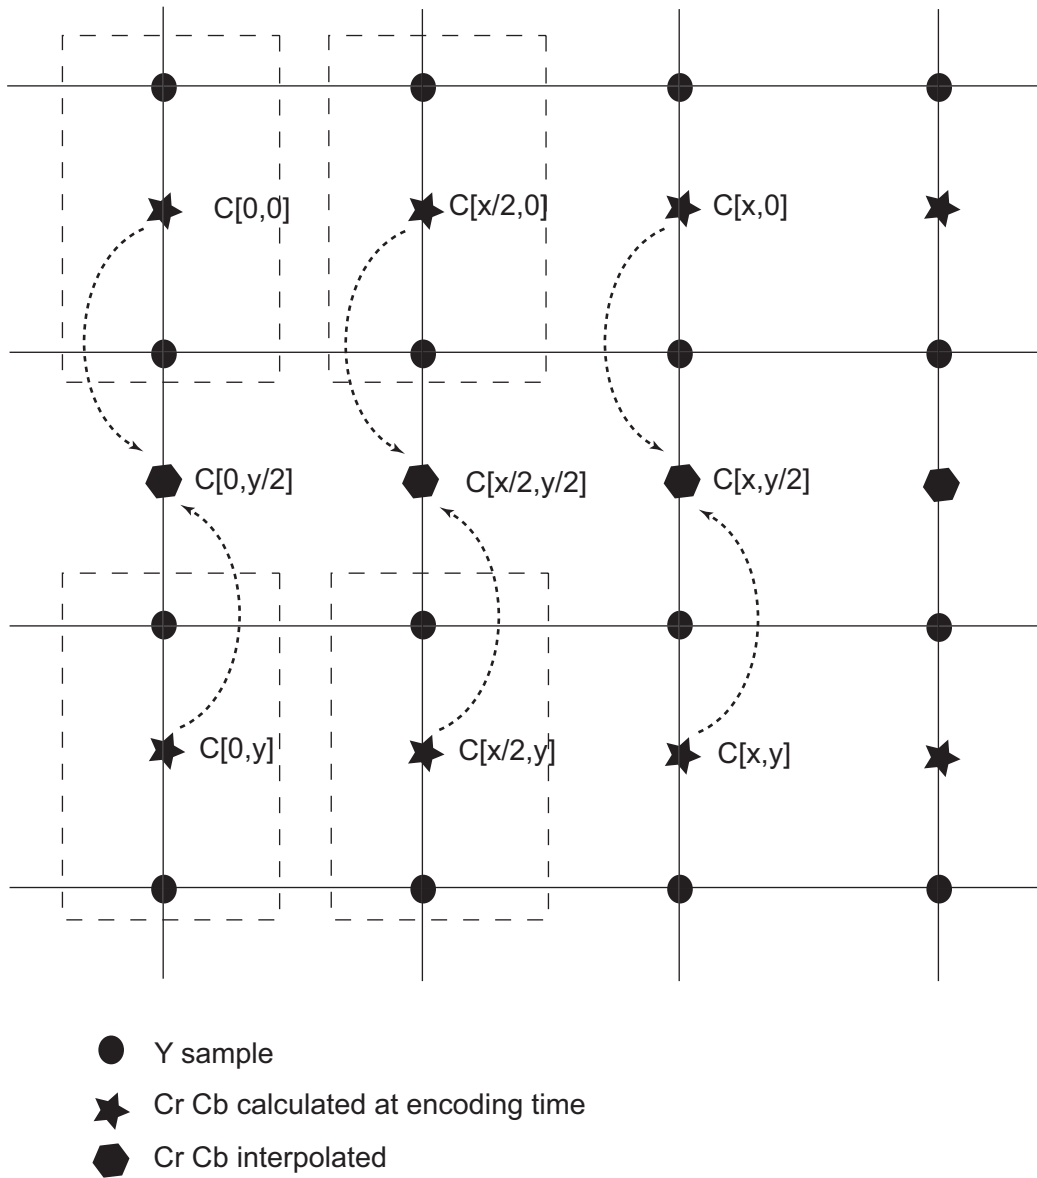 C[0,0]
C[x/2,0]
C[x,0]
C[0,y/2]
C[x/2,y/2]
C[x,y/2]
C[0,y]
C[x/2,y]
C[x,y]
Y sample
Cr Cb calculated at encoding time
Cr Cb interpolated